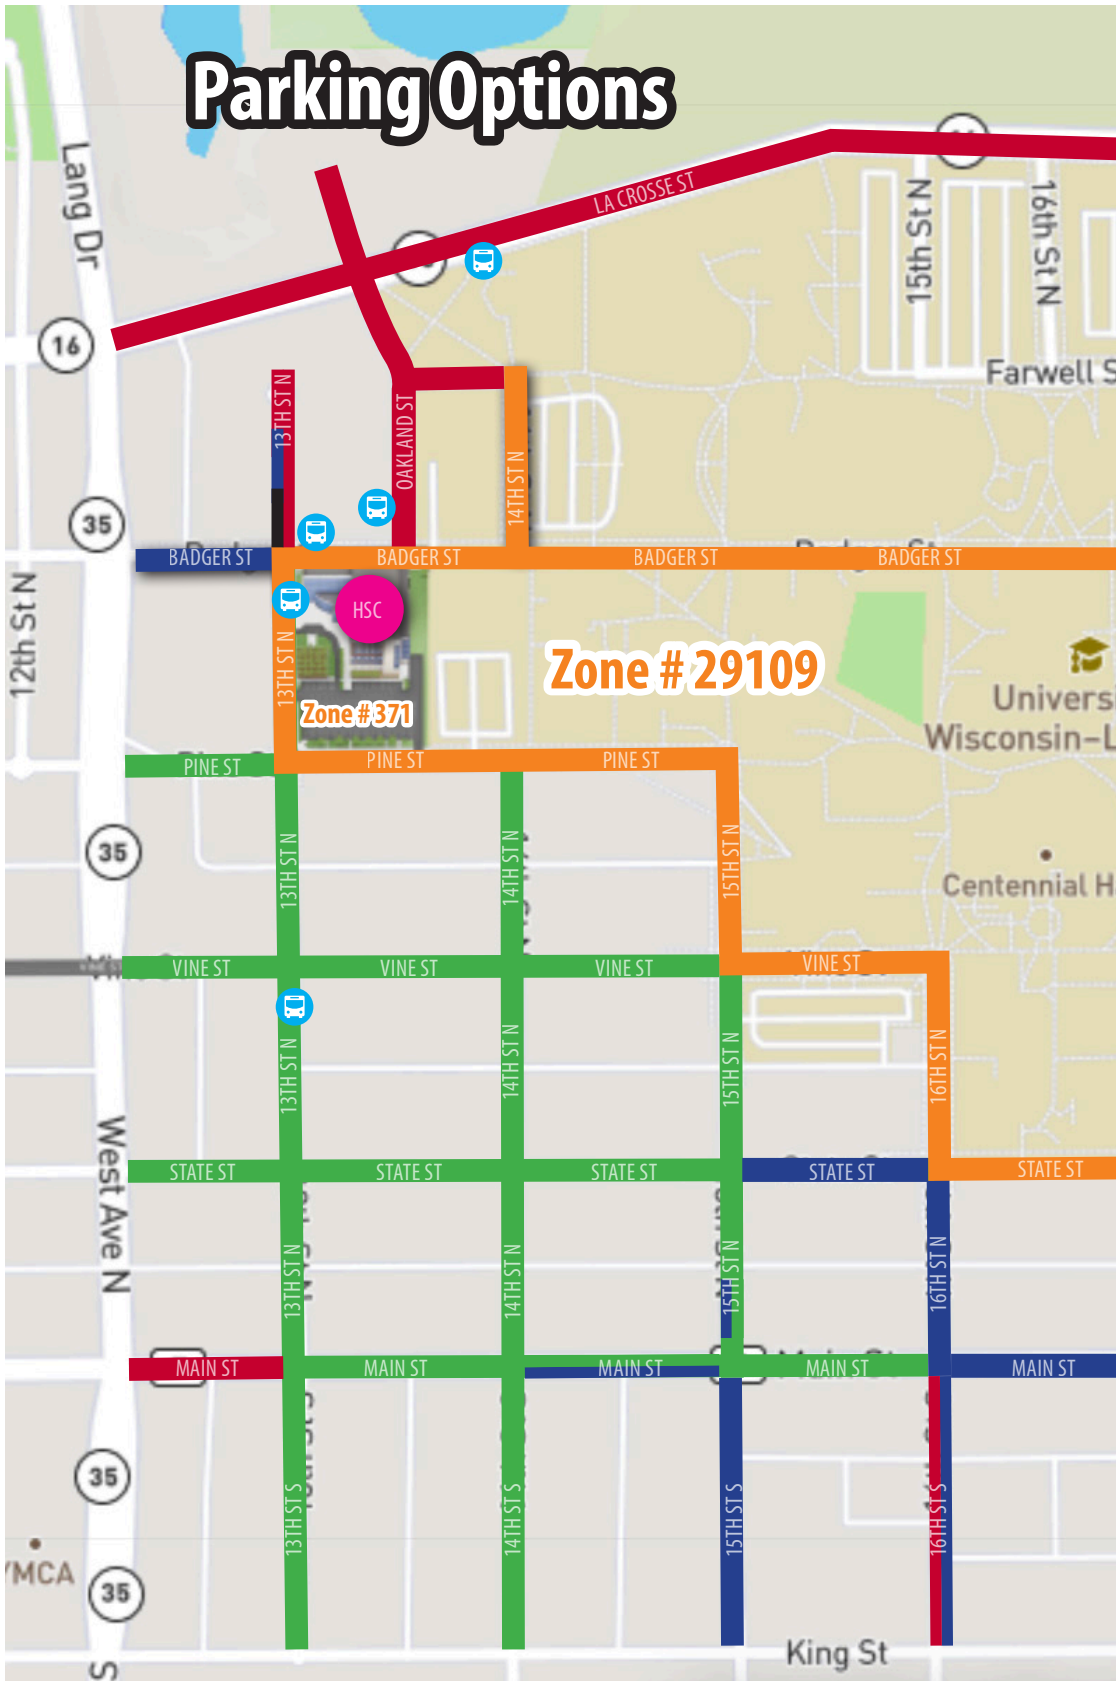 Parking Options
Lang Dr
LA CROSSE ST
15th St N
16th St N
16
Farwell S
13TH ST N
OAKLAND ST
14TH ST N
35
BADGER ST
BADGER ST
BADGER ST
BADGER ST
12th St N
HSC
13TH ST N
Zone # 29109
Zone # 371
Universi
Wisconsin-L
PINE ST
PINE ST
PINE ST
35
13TH ST N
14TH ST N
15TH ST N
Centennial H
VINE ST
VINE ST
VINE ST
VINE ST
13TH ST N
14TH ST N
15TH ST N
16TH ST N
West Ave N
STATE ST
STATE ST
STATE ST
STATE ST
STATE ST
13TH ST N
14TH ST N
15TH ST N
16TH ST N
MAIN ST
MAIN ST
MAIN ST
MAIN ST
MAIN ST
35
13TH ST S
14TH ST S
15TH ST S
16TH ST S
YMCA
35
King St
S